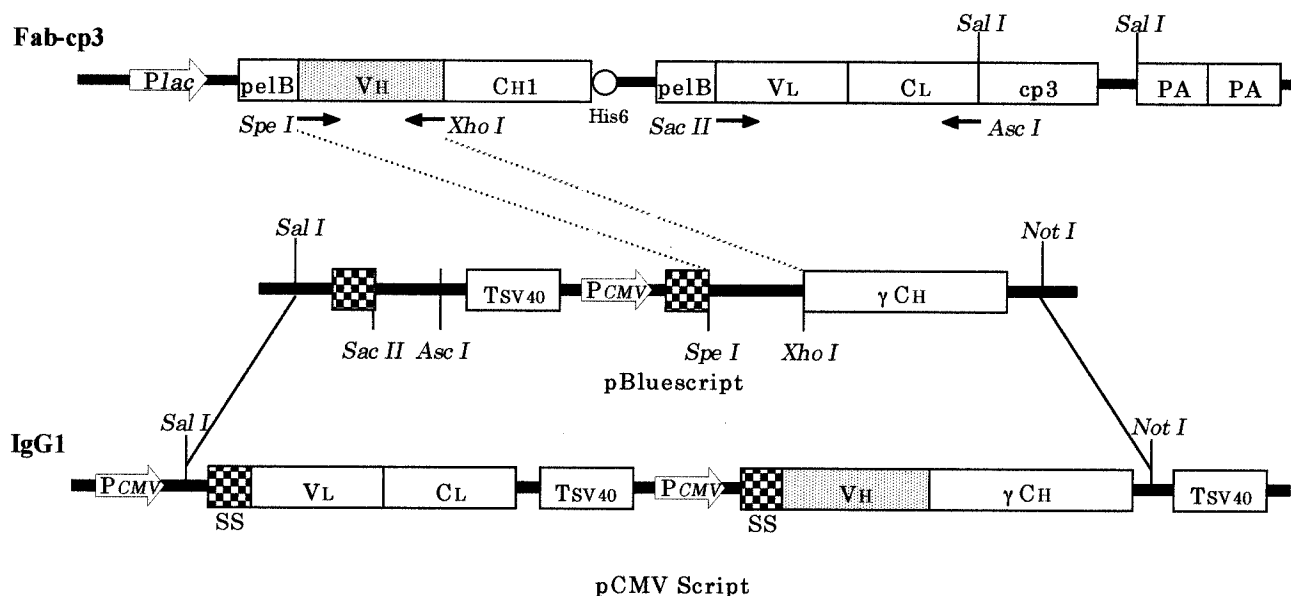 Fab-cp3
Sal I
Sal I
Plac
pelB
VH
CH1
His6
pelB
VL
CL
cp3
PA
PA
Spe I
Xho I
Sac II
Asc I
Sal I
Not I
TSV40
PCMV
γ CH
Sac II
Asc I
Spe I
Xho I
pBluescript
IgG1
Sal I
Not I
PCMV
VL
CL
TSV40
PCMV
VH
γ CH
TSV40
SS
SS
pCMV Script